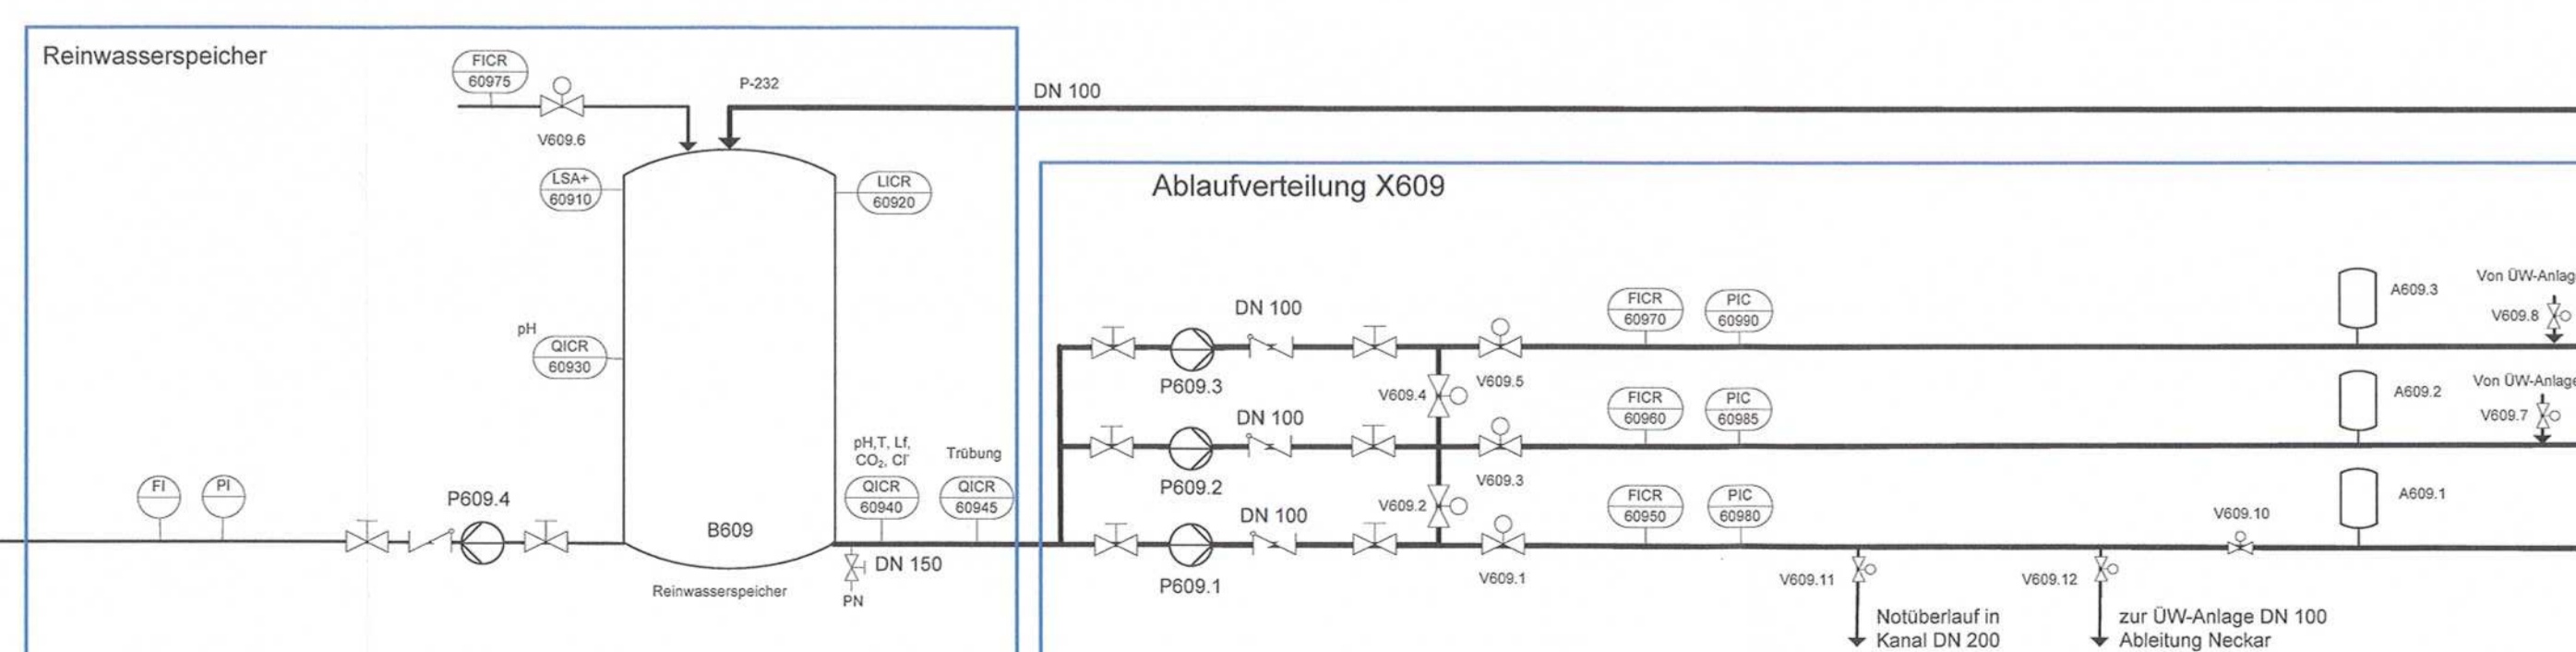 Reinwasserspeicher
FICR
60975
V609.6
P-232
DN 100
LSA+
60910
LICR
60920
pH
QICR
60930
FI
PI
P609.4
B609
Reinwasserspeicher
pH,T, Lf,
CO₂, Cl⁻
QICR
60940
Trübung
QICR
60945
DN 150
PN
Ablaufverteilung X609
DN 100
P609.3
V609.4
V609.5
FICR
60970
PIC
60990
A609.3
Von ÜW-Anlag
V609.8
DN 100
P609.2
V609.2
V609.3
FICR
60960
PIC
60985
A609.2
Von ÜW-Anlage
V609.7
DN 100
P609.1
V609.1
FICR
60950
PIC
60980
V609.10
A609.1
V609.11
Notüberlauf in
Kanal DN 200
V609.12
zur ÜW-Anlage DN 100
Ableitung Neckar